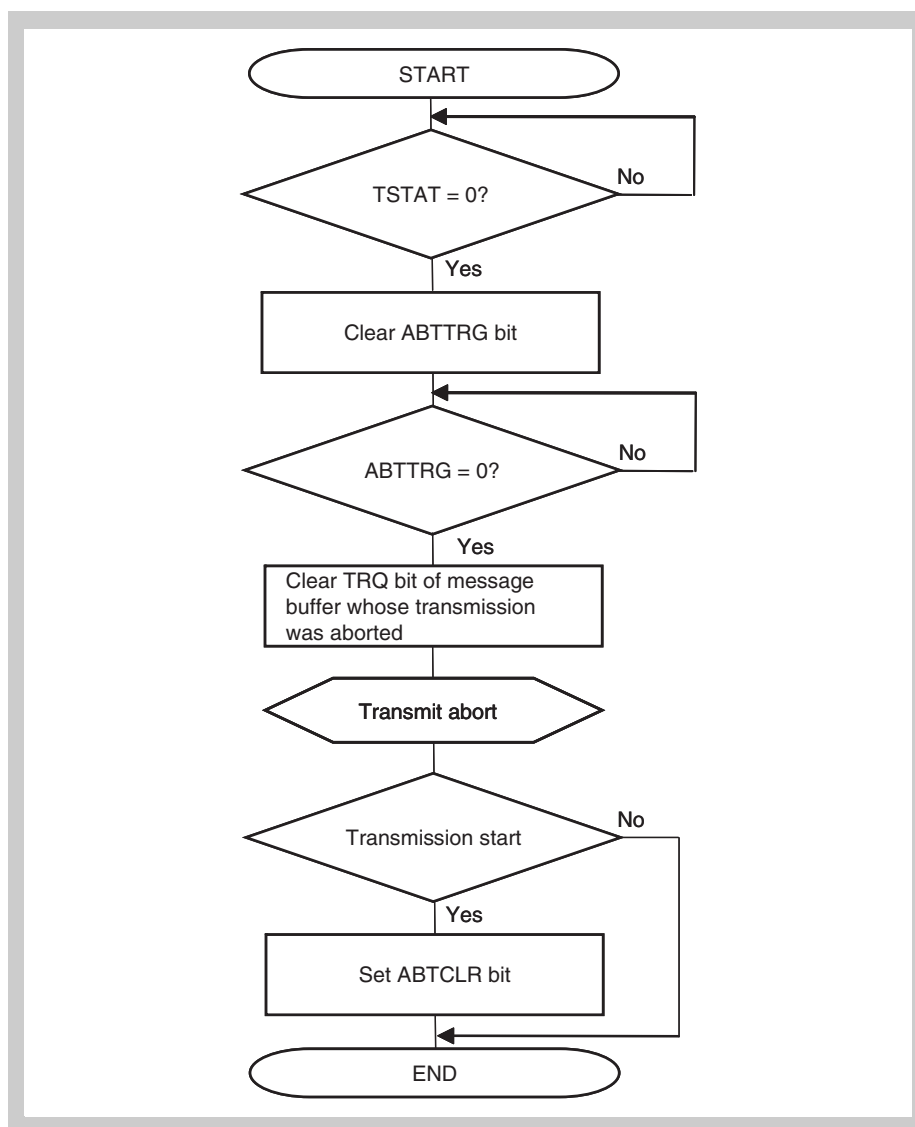 START
TSTAT = 0?
No
Yes
Clear ABTTRG bit
ABTTRG = 0?
No
Yes
Clear TRQ bit of message
buffer whose transmission
was aborted
Transmit abort
Transmission start
No
Yes
Set ABTCLR bit
END